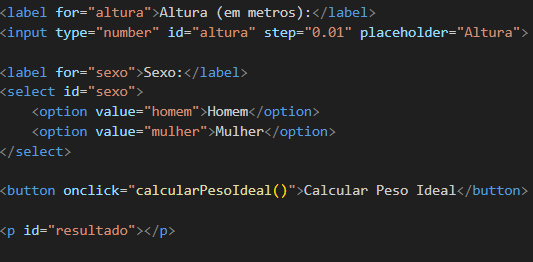 <label for="altura">Altura (em metros):</label>
<input type="number" id="altura" step="0.01" placeholder="Altura">
<label for="sexo">Sexo:</label>
<select id="sexo">
    <option value="homem">Homem</option>
    <option value="mulher">Mulher</option>
</select>
<button onclick="calcularPesoIdeal()">Calcular Peso Ideal</button>
<p id="resultado"></p>